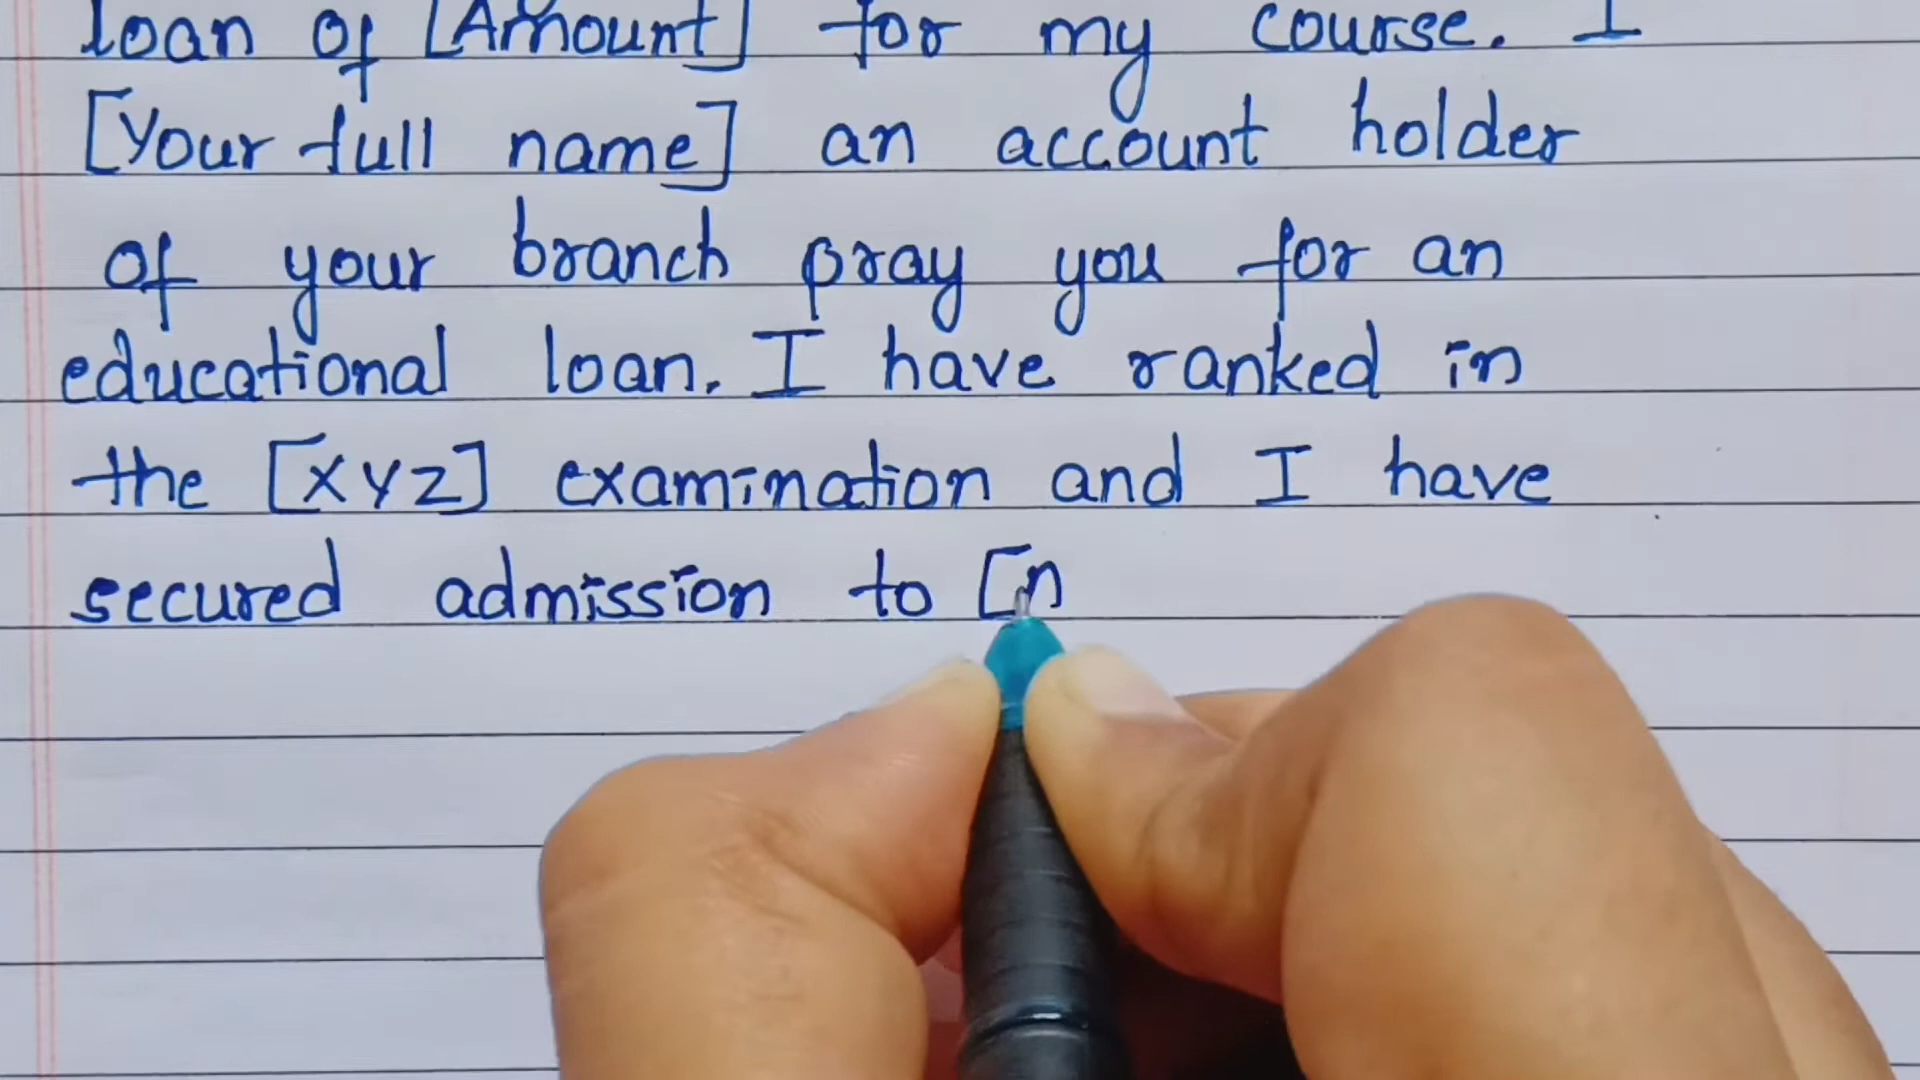 loan of [Amount] for my course. I
[Your full name] an account holder
of your branch pray you for an
educational loan. I have ranked in
the [XYZ] examination and I have
secured admission to [n